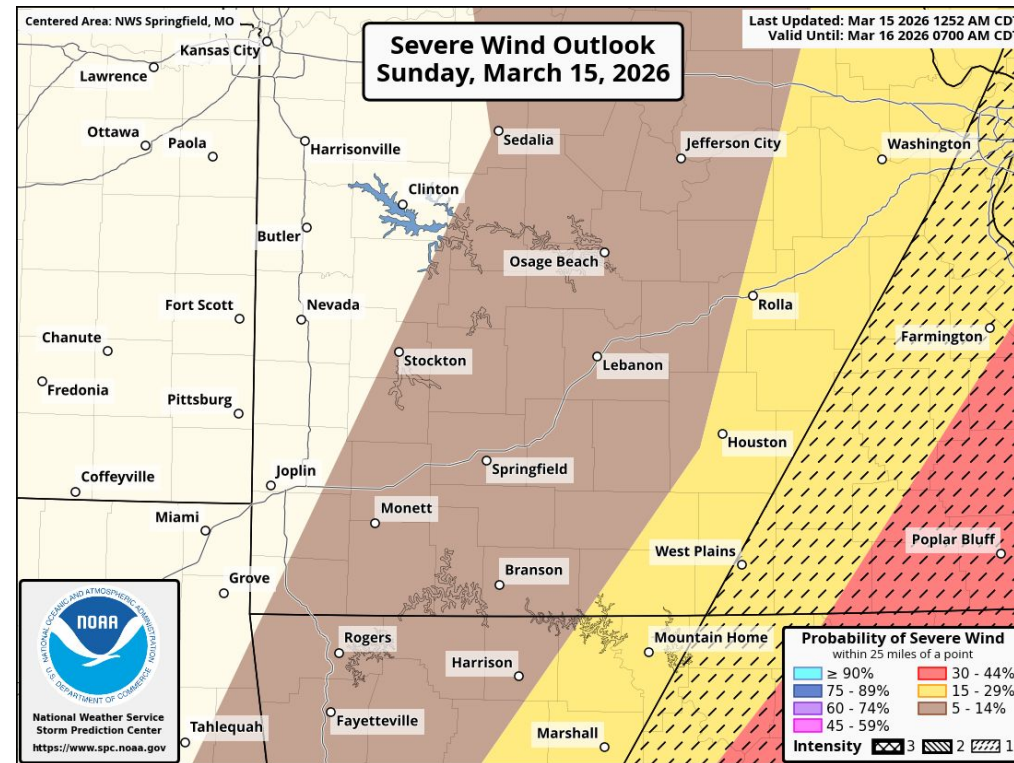 Centered Area: NWS Springfield, MO
Severe Wind Outlook
Sunday, March 15, 2026
Last Updated: Mar 15 2026 1252 AM CDT
Valid Until: Mar 16 2026 0700 AM CDT
Kansas City
Lawrence
Ottawa
Paola
Harrisonville
Sedalia
Jefferson City
Washington
Clinton
Butler
Osage Beach
Fort Scott
Nevada
Rolla
Chanute
Stockton
Lebanon
Farmington
Fredonia
Pittsburg
Houston
Coffeyville
Joplin
Springfield
Miami
Monett
West Plains
Poplar Bluff
Grove
Branson
Rogers
Harrison
Mountain Home
Tahlequah
Fayetteville
Marshall
NATIONAL OCEANIC AND ATMOSPHERIC ADMINISTRATION
NOAA
U.S. DEPARTMENT OF COMMERCE
National Weather Service
Storm Prediction Center
https://www.spc.noaa.gov
Probability of Severe Wind
within 25 miles of a point
≥ 90%
75 - 89%
60 - 74%
45 - 59%
30 - 44%
15 - 29%
5 - 14%
Intensity 3 2 1